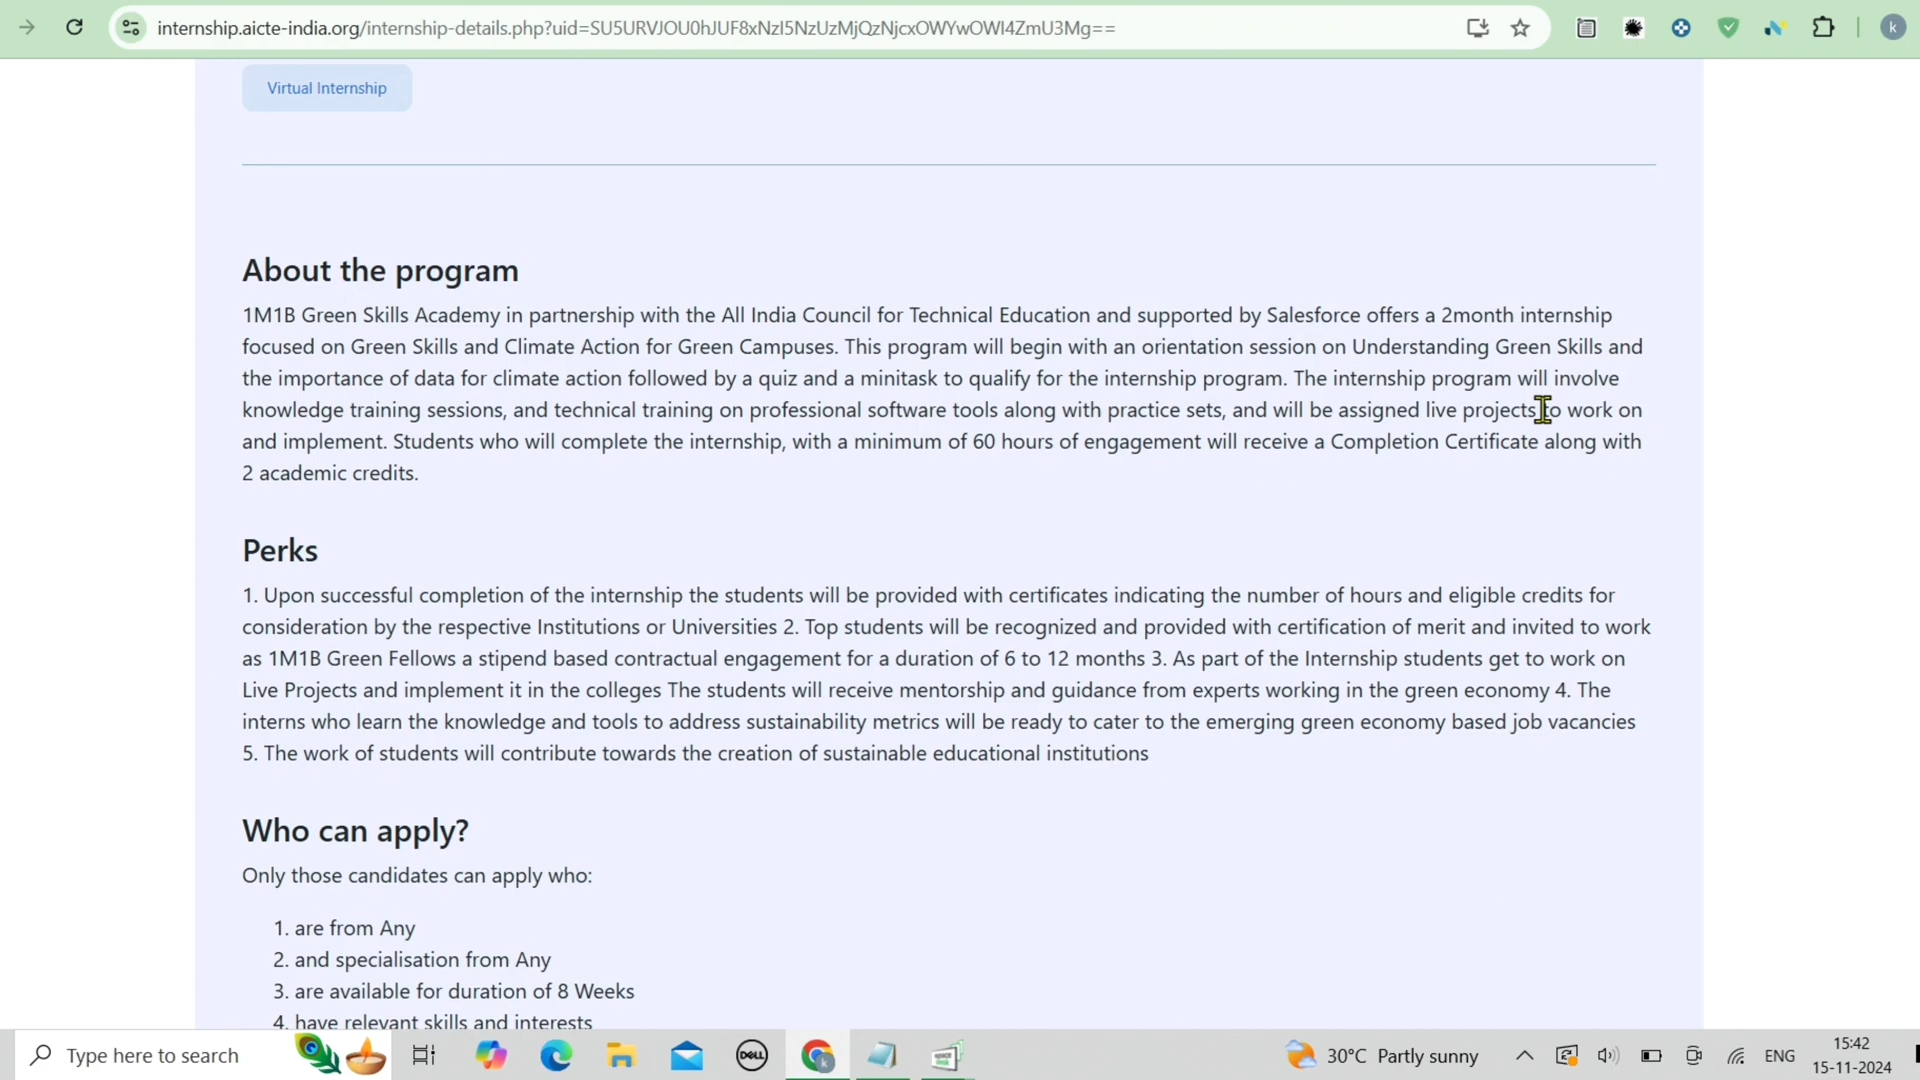 internship.aicte-india.org/internship-details.php?uid=SU5URVJOU0hJUF8xNzI5NzUzMjQzNjcxOWYwOWI4ZmU3Mg==
k
Virtual Internship
About the program
1M1B Green Skills Academy in partnership with the All India Council for Technical Education and supported by Salesforce offers a 2month internship
focused on Green Skills and Climate Action for Green Campuses. This program will begin with an orientation session on Understanding Green Skills and
the importance of data for climate action followed by a quiz and a minitask to qualify for the internship program. The internship program will involve
knowledge training sessions, and technical training on professional software tools along with practice sets, and will be assigned live projects to work on
and implement. Students who will complete the internship, with a minimum of 60 hours of engagement will receive a Completion Certificate along with
2 academic credits.
Perks
1. Upon successful completion of the internship the students will be provided with certificates indicating the number of hours and eligible credits for
consideration by the respective Institutions or Universities 2. Top students will be recognized and provided with certification of merit and invited to work
as 1M1B Green Fellows a stipend based contractual engagement for a duration of 6 to 12 months 3. As part of the Internship students get to work on
Live Projects and implement it in the colleges The students will receive mentorship and guidance from experts working in the green economy 4. The
interns who learn the knowledge and tools to address sustainability metrics will be ready to cater to the emerging green economy based job vacancies
5. The work of students will contribute towards the creation of sustainable educational institutions
Who can apply?
Only those candidates can apply who:
1. are from Any
2. and specialisation from Any
3. are available for duration of 8 Weeks
4. have relevant skills and interests
Type here to search
DELL
30°C Partly sunny
ENG
15:42
15-11-2024